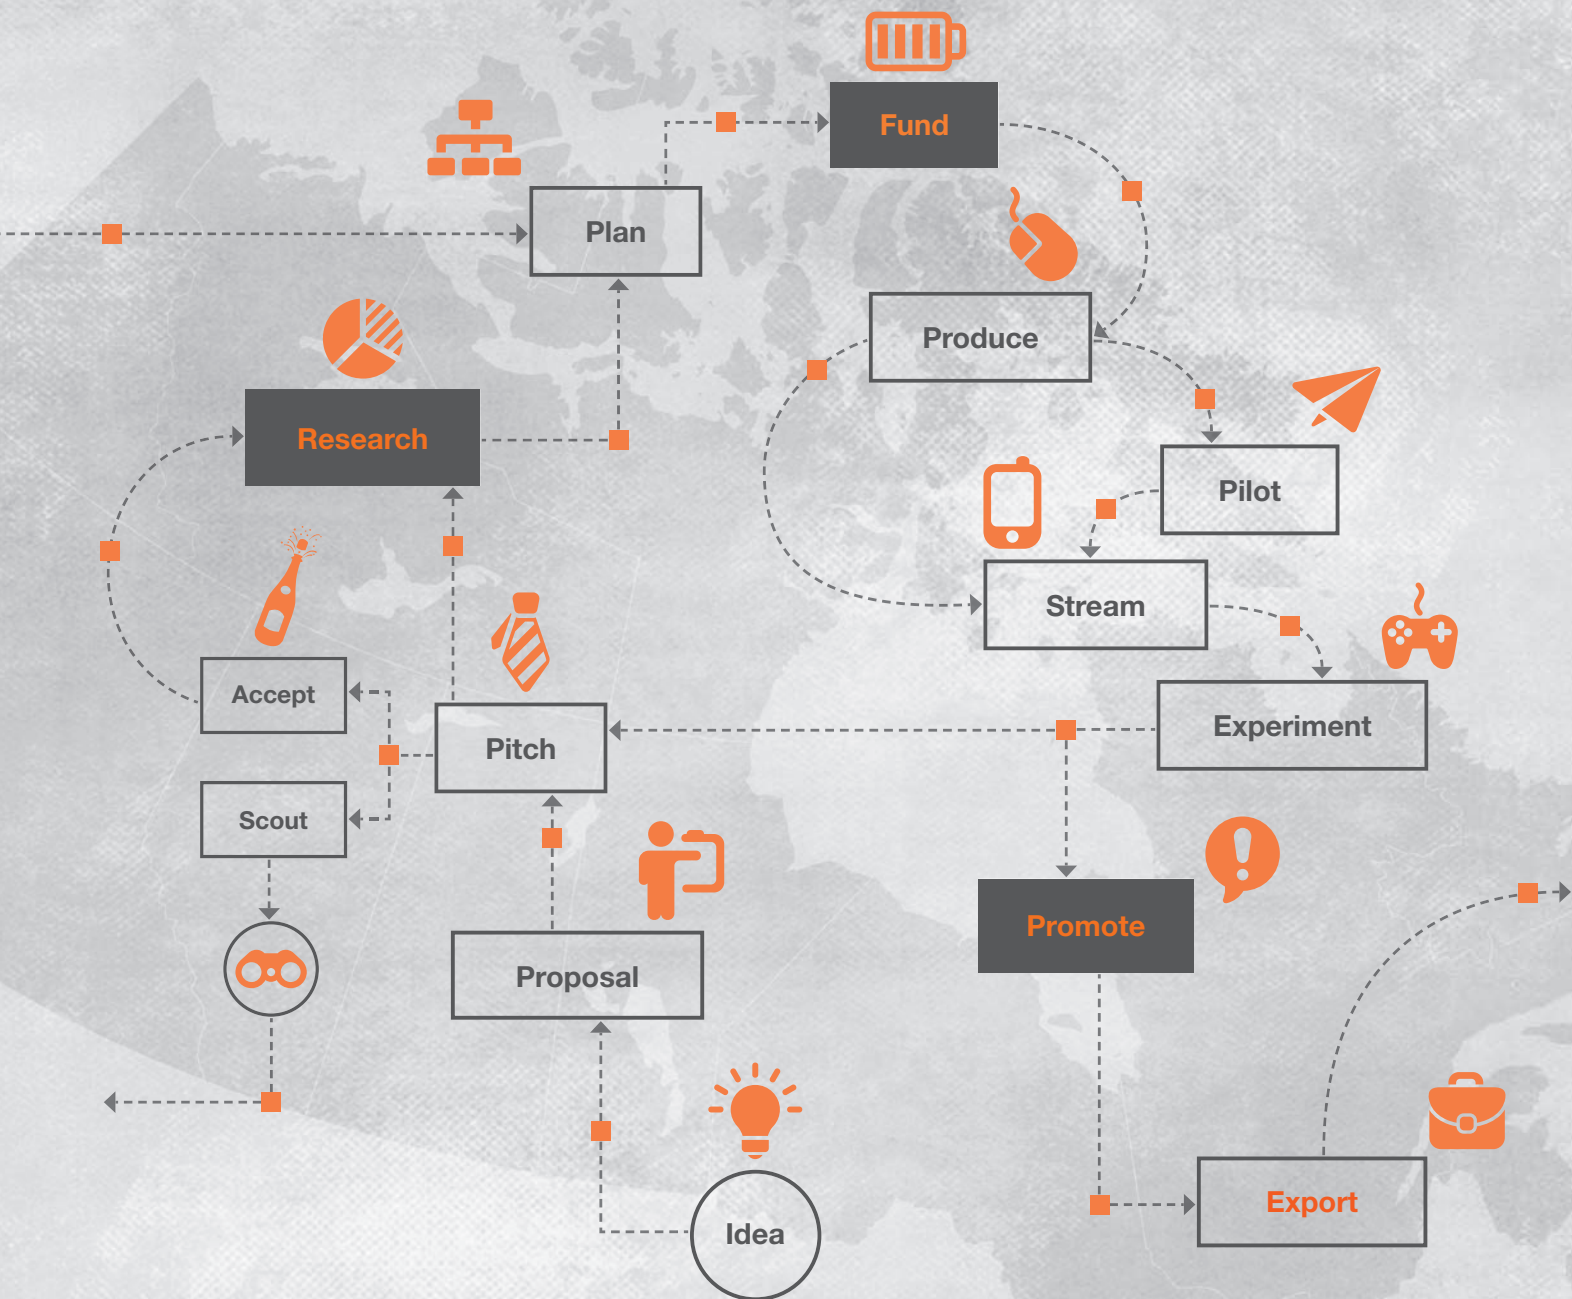 Fund
Plan
Produce
Research
Pilot
Stream
Accept
Experiment
Pitch
Scout
Promote
Proposal
Export
Idea